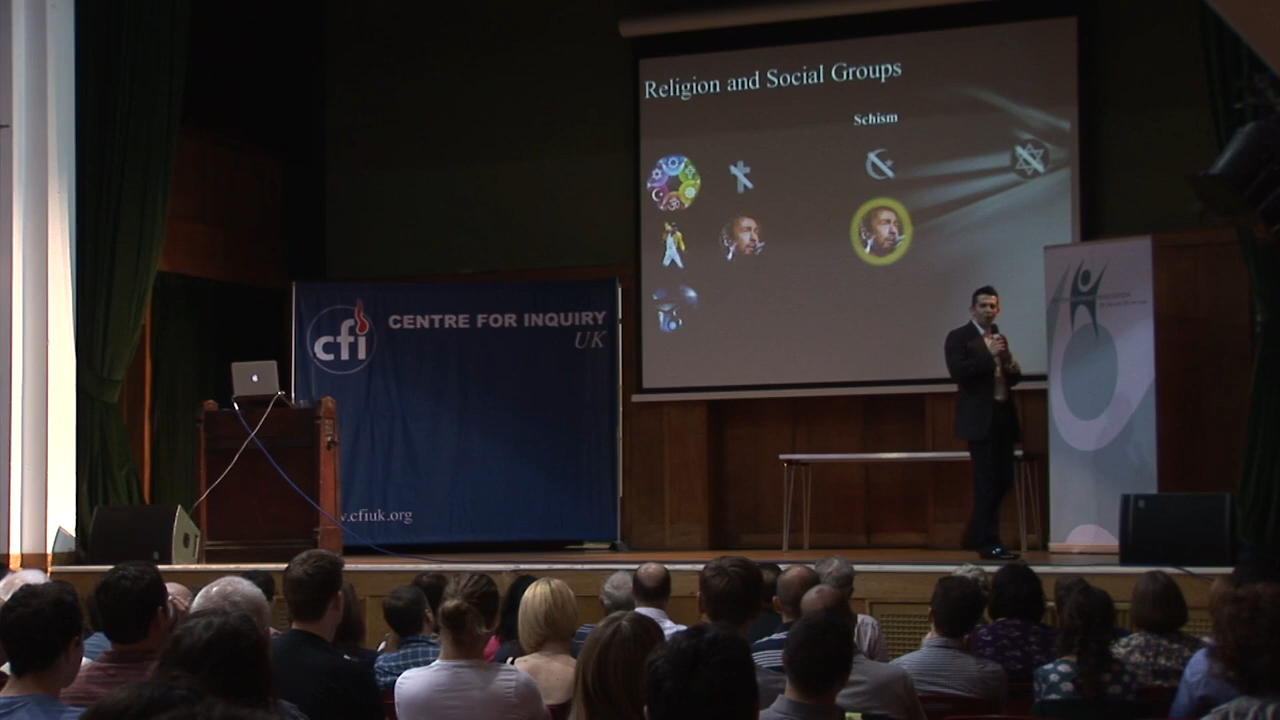 Religion and Social Groups
Schism
cfi
CENTRE FOR INQUIRY
UK
.cfiuk.org